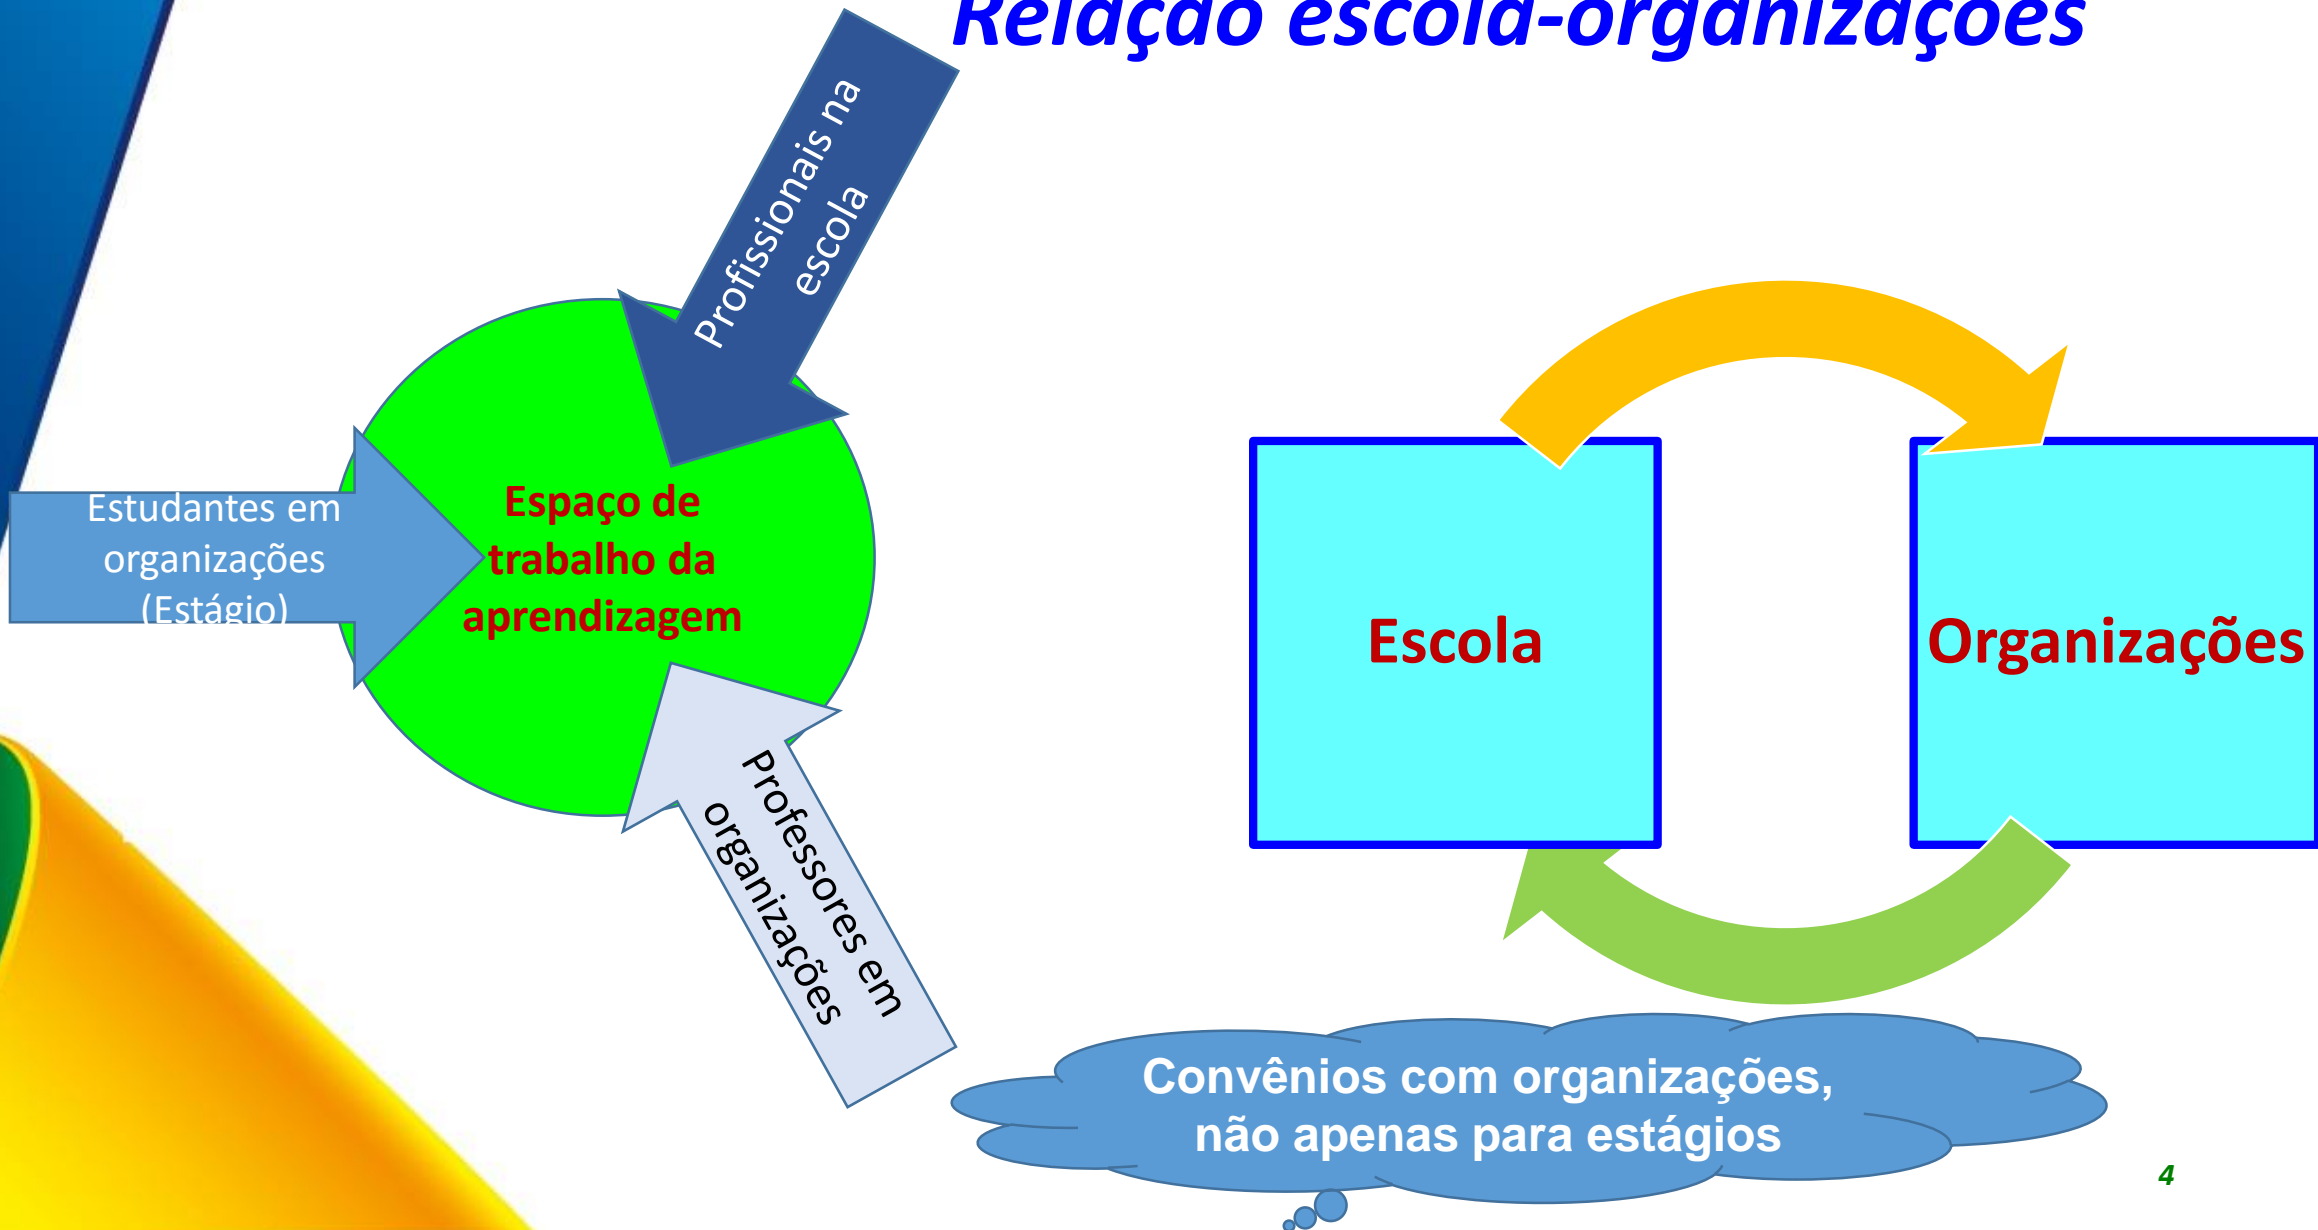 Relação escola-organizações
Profissionais na
escola
Estudantes em
organizações
(Estágio)
Espaço de
trabalho da
aprendizagem
Professores em
organizações
Escola
Organizações
Convênios com organizações,
não apenas para estágios
4